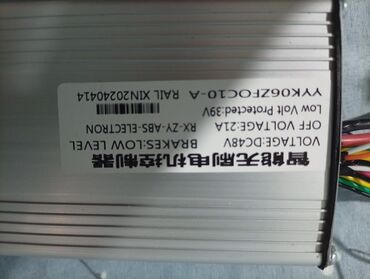 智能无刷电机控制器
VOLTAGE:DC48V BRAKES:LOW LEVEL
OFF VOLTAGE:21A RX-ZY-ABS-ELECTRON
Low Volt Protected:39V
YYK06ZFOC10-A RAIL XIN20240414